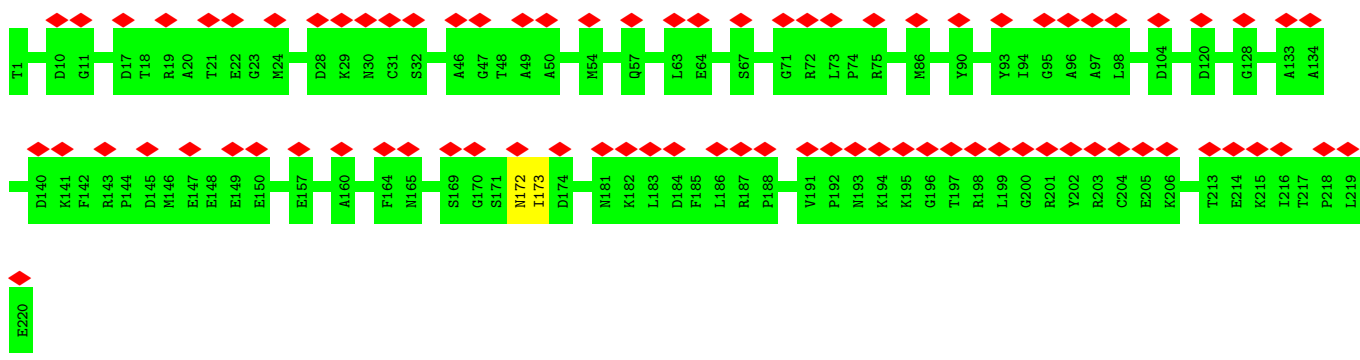 T1 D10 G11 D17 T18 R19 A20 T21 E22 G23 M24 D28 K29 N30 C31 S32 A46 G47 T48 A49 A50 M54 Q57 L63 E64 S67 G71 R72 L73 P74 R75 M86 Y90 Y93 I94 G95 A96 A97 L98 D104 D120 G128 A133 A134
D140 K141 F142 R143 P144 D145 M146 E147 E148 E149 E150 E157 A160 F164 N165 S169 G170 S171 N172 I173 D174 N181 K182 L183 D184 F185 L186 R187 P188 V191 P192 N193 K194 K195 G196 T197 R198 L199 G200 R201 Y202 R203 C204 E205 K206 T213 E214 K215 I216 T217 P218 L219
E220